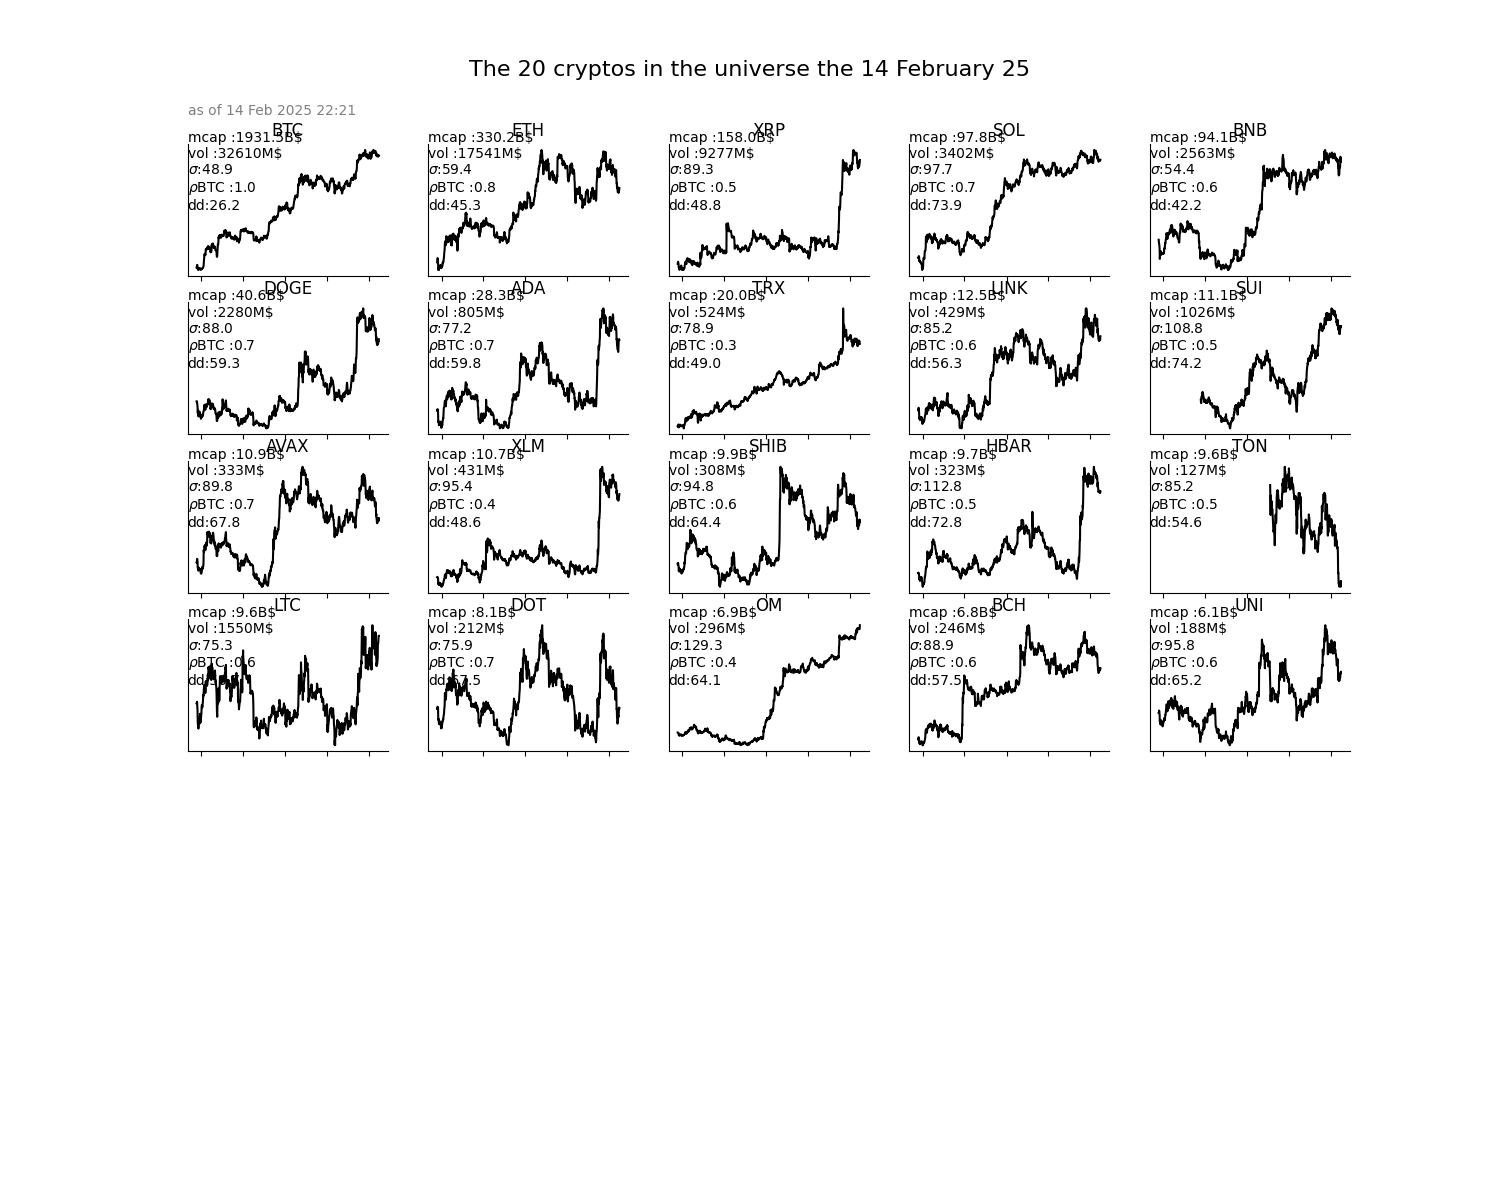 The 20 cryptos in the universe the 14 February 25
as of 14 Feb 2025 22:21
BTC
mcap :1931.5B$
vol :32610M$
σ:48.9
ρBTC :1.0
dd:26.2
ETH
mcap :330.2B$
vol :17541M$
σ:59.4
ρBTC :0.8
dd:45.3
XRP
mcap :158.0B$
vol :9277M$
σ:89.3
ρBTC :0.5
dd:48.8
SOL
mcap :97.8B$
vol :3402M$
σ:97.7
ρBTC :0.7
dd:73.9
BNB
mcap :94.1B$
vol :2563M$
σ:54.4
ρBTC :0.6
dd:42.2
DOGE
mcap :40.6B$
vol :2280M$
σ:88.0
ρBTC :0.7
dd:59.3
ADA
mcap :28.3B$
vol :805M$
σ:77.2
ρBTC :0.7
dd:59.8
TRX
mcap :20.0B$
vol :524M$
σ:78.9
ρBTC :0.3
dd:49.0
LINK
mcap :12.5B$
vol :429M$
σ:85.2
ρBTC :0.6
dd:56.3
SUI
mcap :11.1B$
vol :1026M$
σ:108.8
ρBTC :0.5
dd:74.2
AVAX
mcap :10.9B$
vol :333M$
σ:89.8
ρBTC :0.7
dd:67.8
XLM
mcap :10.7B$
vol :431M$
σ:95.4
ρBTC :0.4
dd:48.6
SHIB
mcap :9.9B$
vol :308M$
σ:94.8
ρBTC :0.6
dd:64.4
HBAR
mcap :9.7B$
vol :323M$
σ:112.8
ρBTC :0.5
dd:72.8
TON
mcap :9.6B$
vol :127M$
σ:85.2
ρBTC :0.5
dd:54.6
LTC
mcap :9.6B$
vol :1550M$
σ:75.3
ρBTC :0.6
DOT
mcap :8.1B$
vol :212M$
σ:75.9
ρBTC :0.7
dd:57.5
OM
mcap :6.9B$
vol :296M$
σ:129.3
ρBTC :0.4
dd:64.1
BCH
mcap :6.8B$
vol :246M$
σ:88.9
ρBTC :0.6
dd:57.5
UNI
mcap :6.1B$
vol :188M$
σ:95.8
ρBTC :0.6
dd:65.2